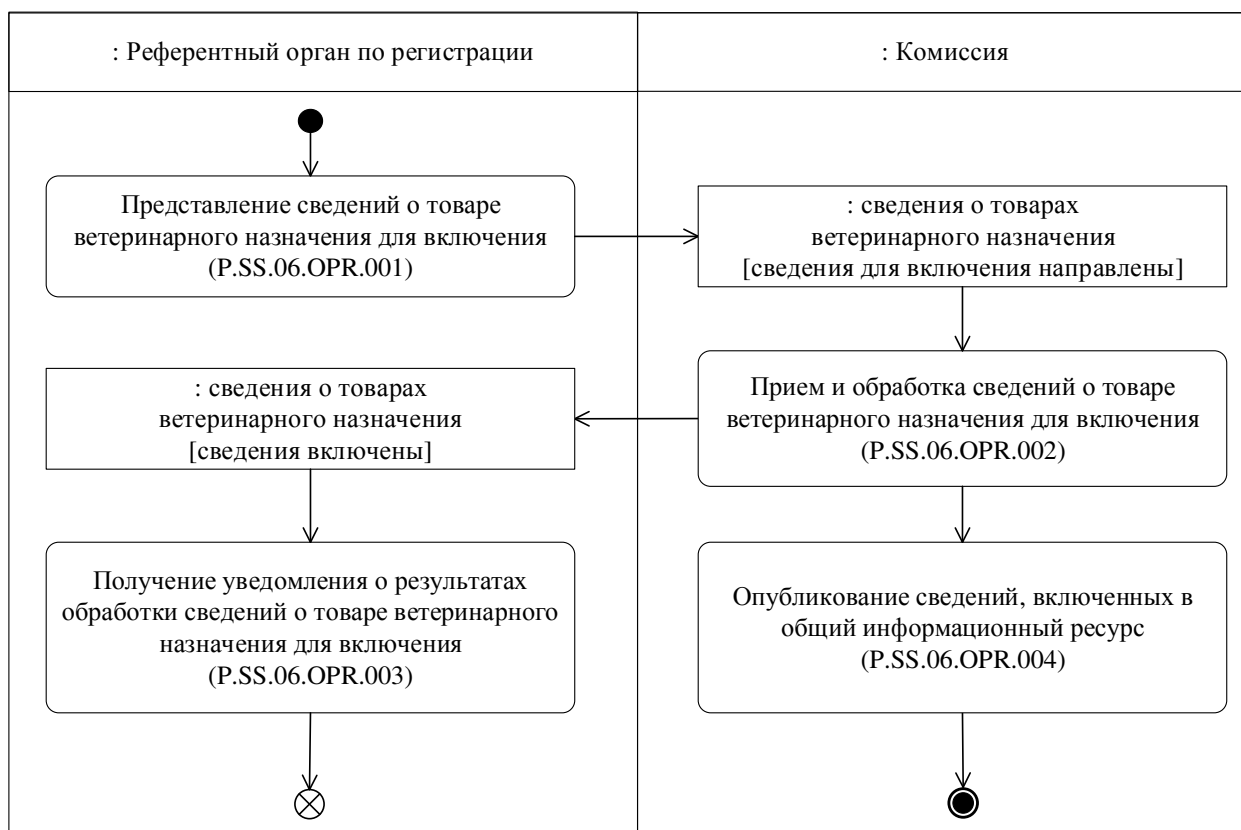 : Референтный орган по регистрации
: Комиссия
Представление сведений о товаре
ветеринарного назначения для включения
(P.SS.06.OPR.001)
: сведения о товарах
ветеринарного назначения
[сведения для включения направлены]
Прием и обработка сведений о товаре
ветеринарного назначения для включения
(P.SS.06.OPR.002)
: сведения о товарах
ветеринарного назначения
[сведения включены]
Получение уведомления о результатах
обработки сведений о товаре ветеринарного
назначения для включения
(P.SS.06.OPR.003)
Опубликование сведений, включенных в
общий информационный ресурс
(P.SS.06.OPR.004)